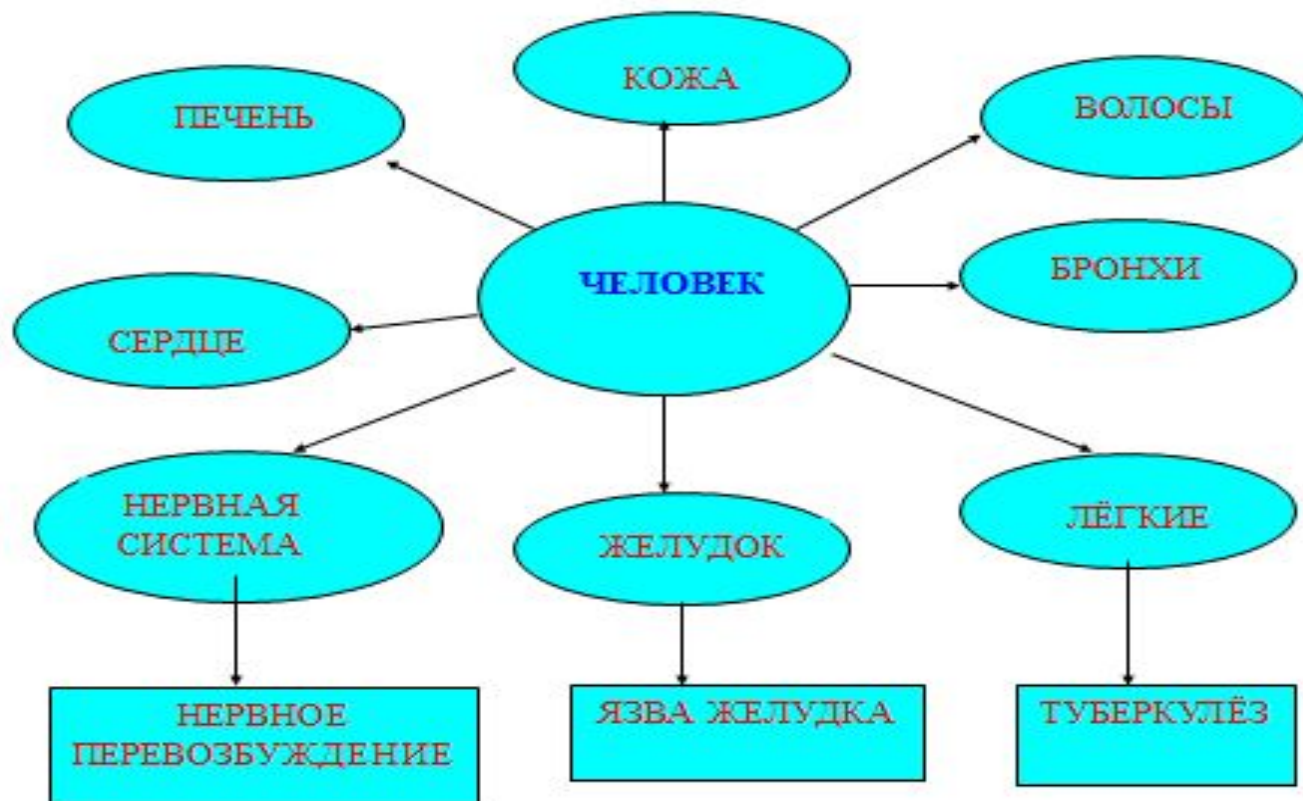 КОЖА
ПЕЧЕНЬ
ВОЛОСЫ
ЧЕЛОВЕК
БРОНХИ
СЕРДЦЕ
НЕРВНАЯ
СИСТЕМА
ЖЕЛУДОК
ЛЁГКИЕ
НЕРВНОЕ
ПЕРЕВОЗБУЖДЕНИЕ
ЯЗВА ЖЕЛУДКА
ТУБЕРКУЛЁЗ